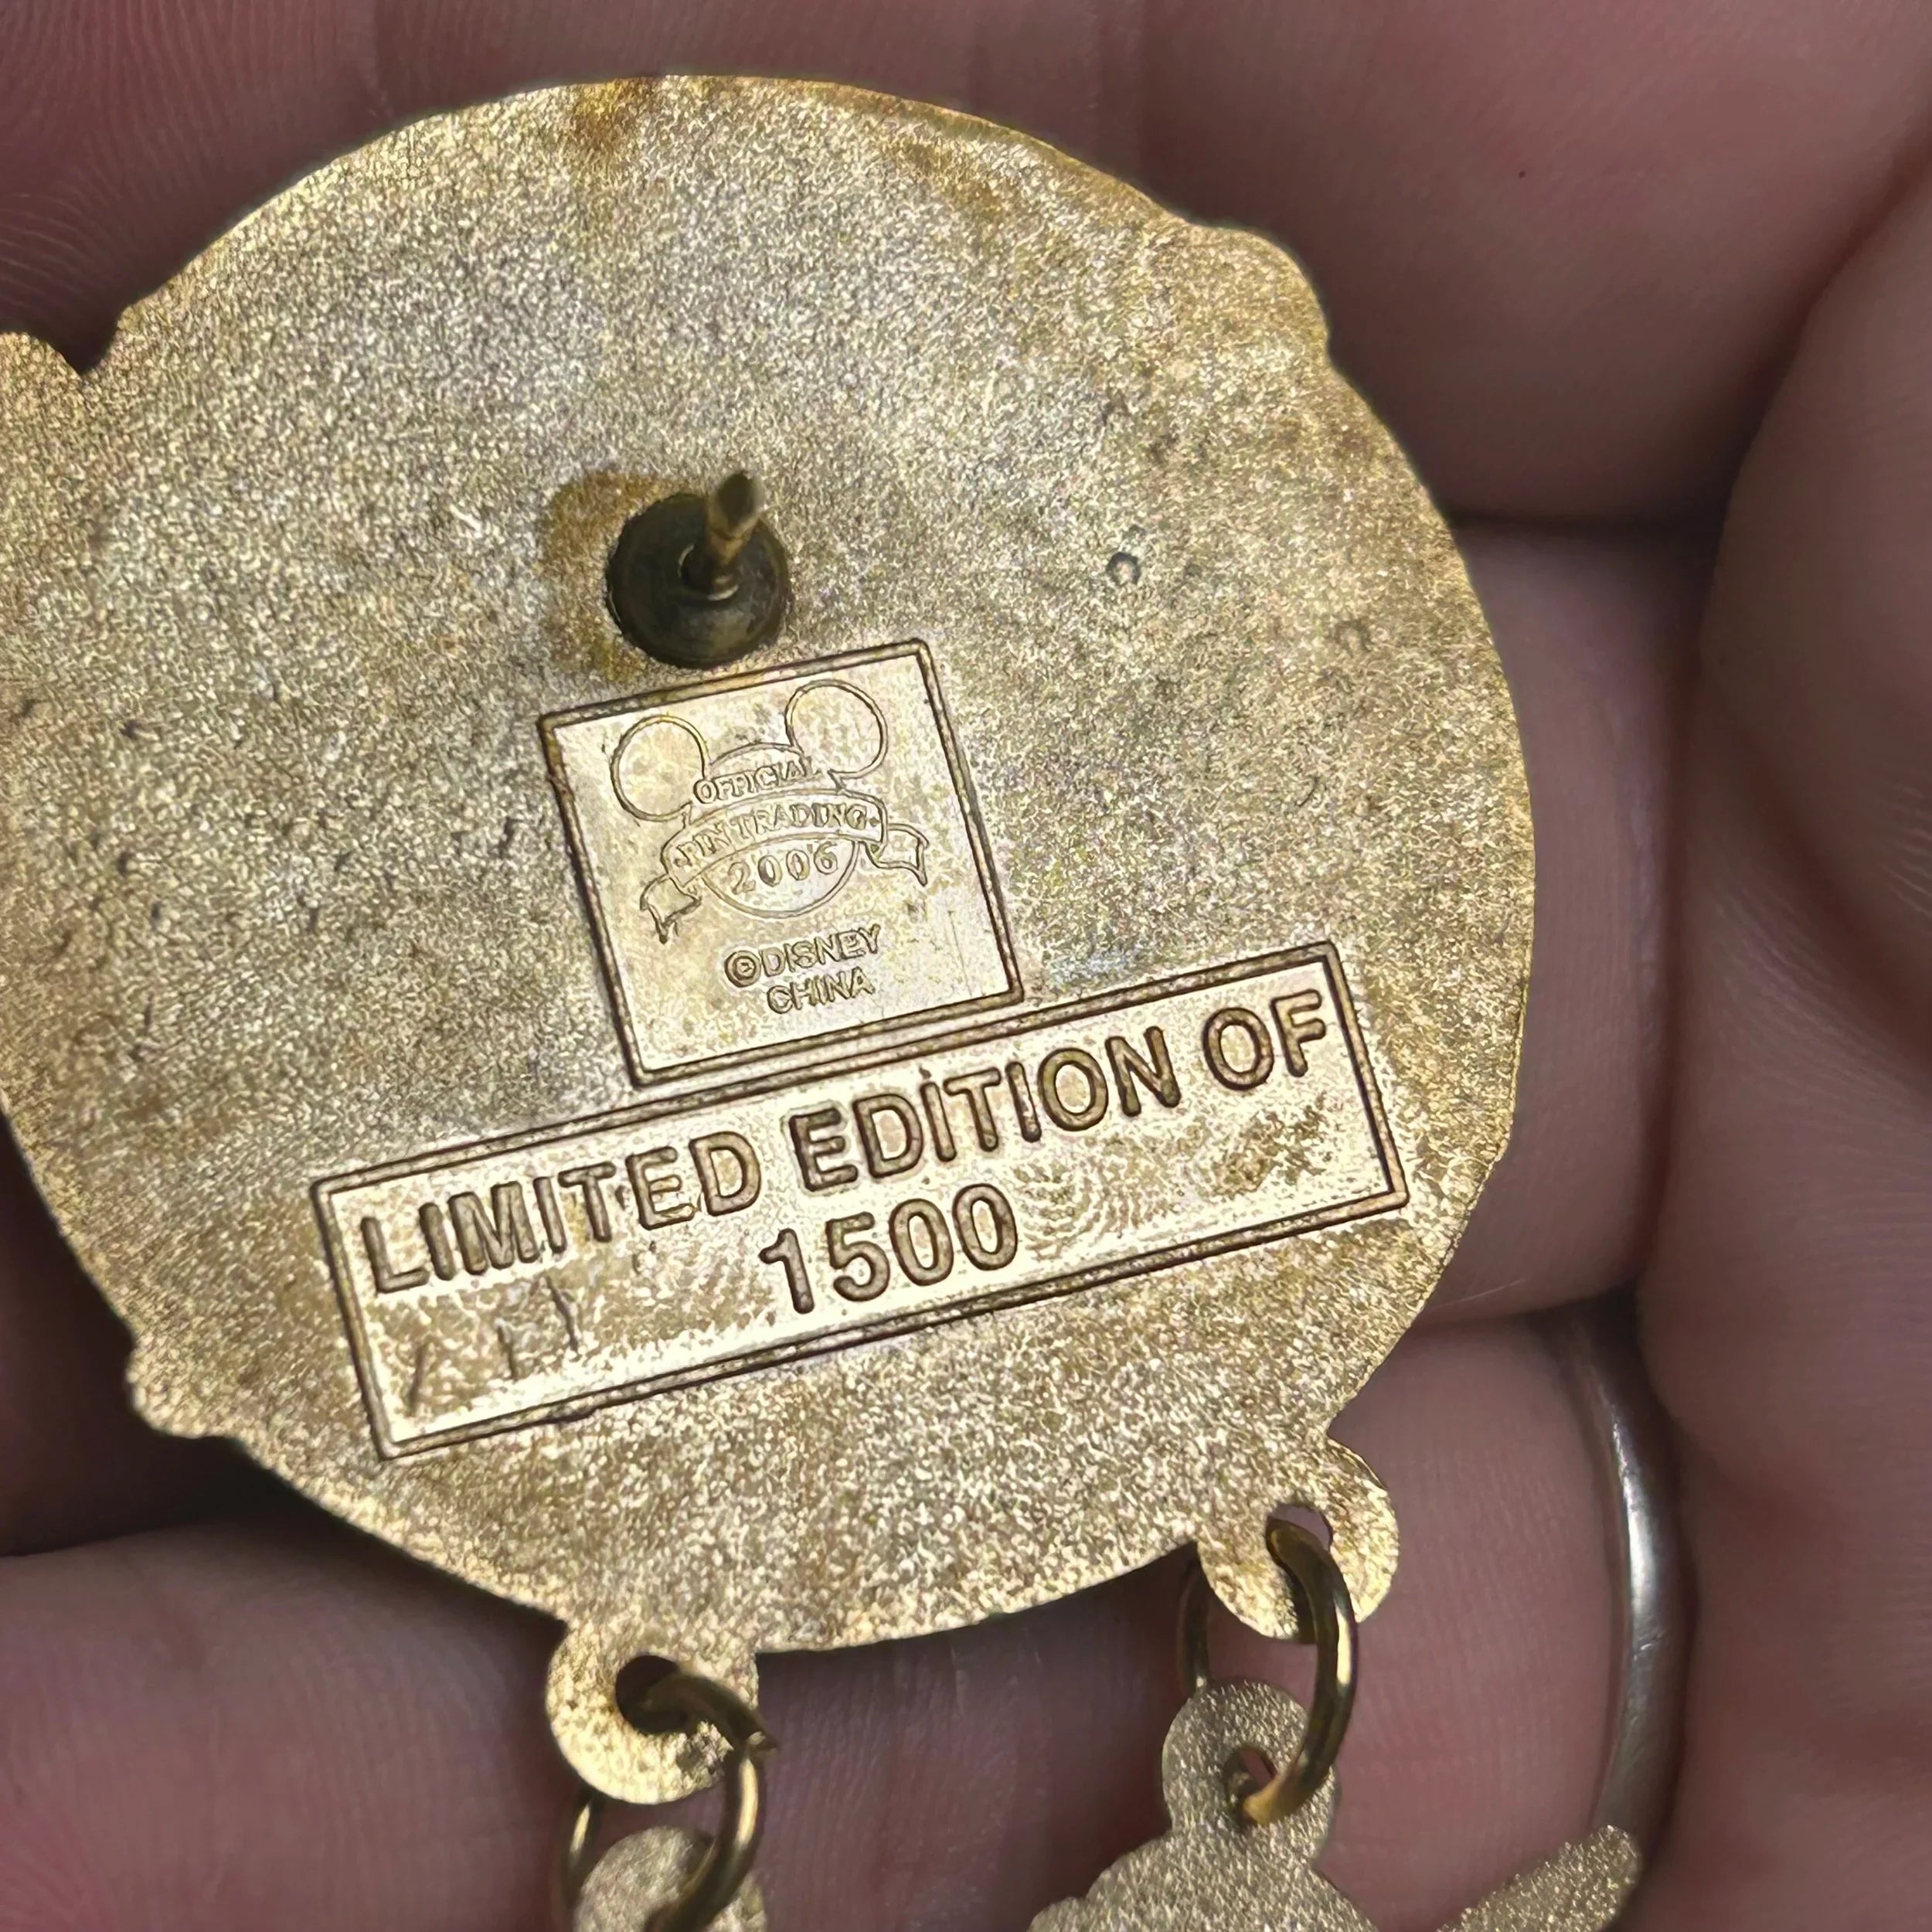 OFFICIAL
PIN TRADING
2006
©DISNEY
CHINA
LIMITED EDITION OF
1500